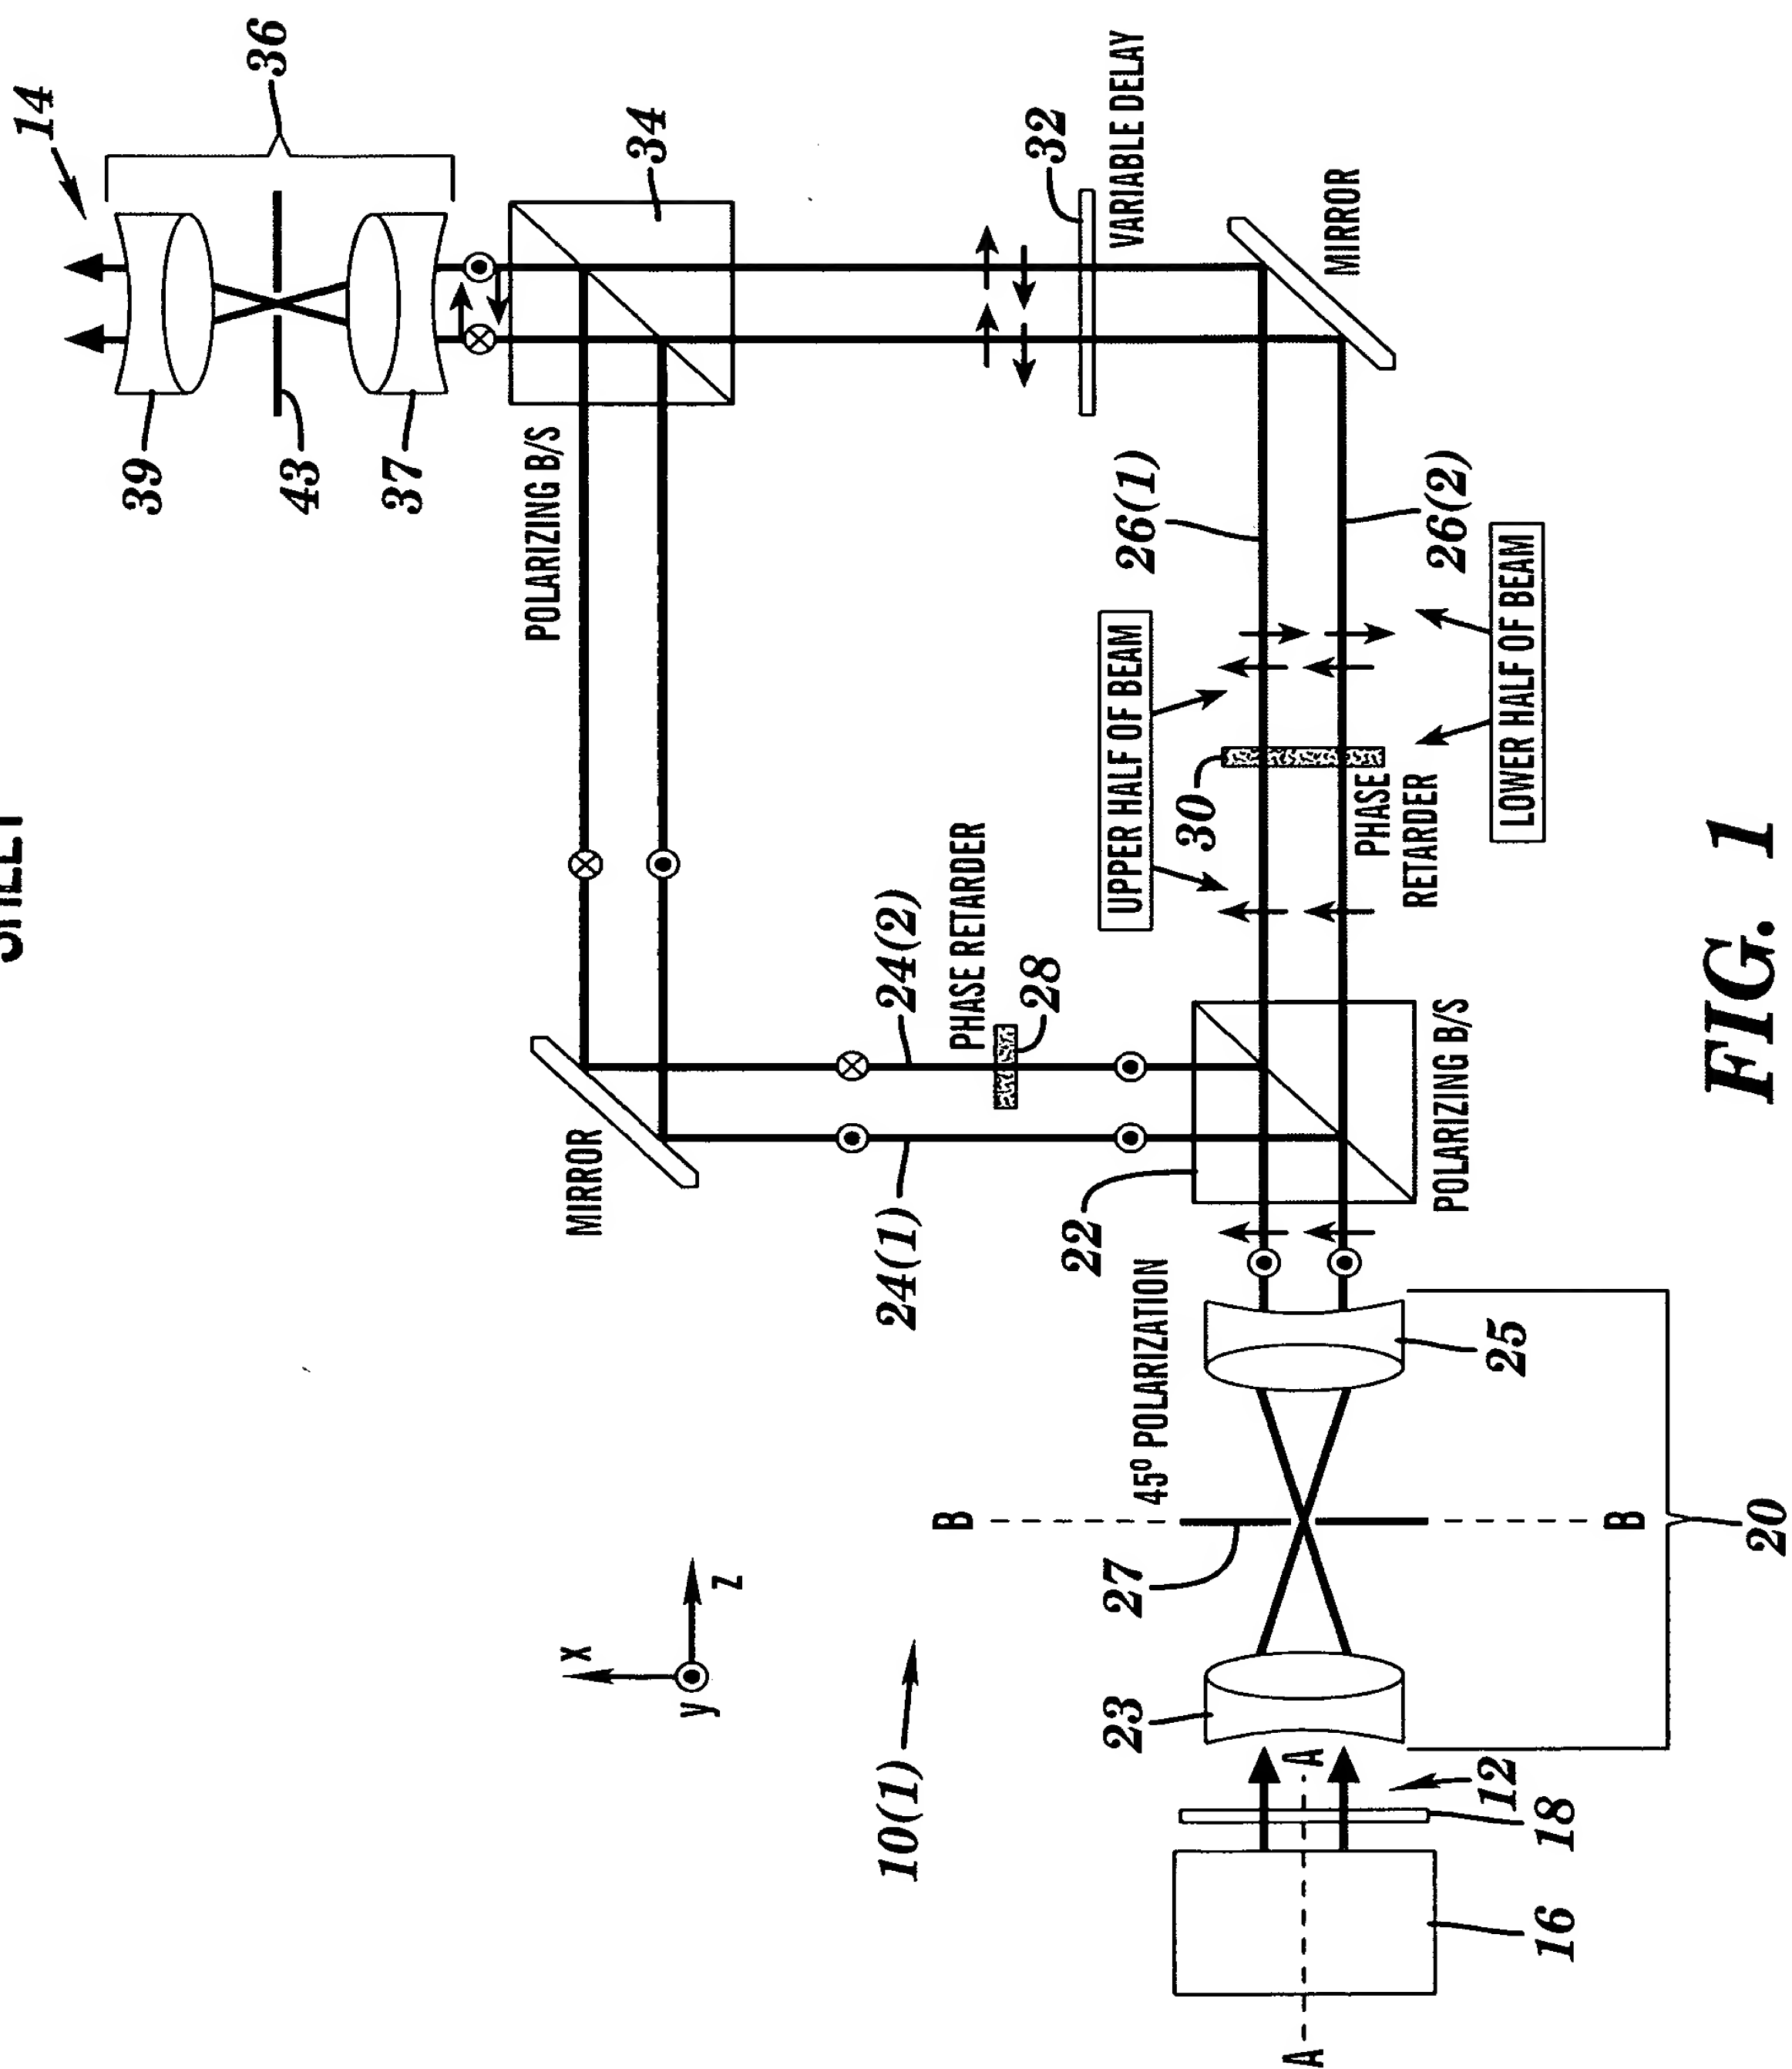 SHEET
14
36
39
43
37
34
POLARIZING B/S
32
VARIABLE DELAY
MIRROR
26(1)
26(2)
UPPER HALF OF BEAM
LOWER HALF OF BEAM
30
PHASE
RETARDER
PHASE RETARDER
28
24(2)
24(1)
MIRROR
22
POLARIZING B/S
45° POLARIZATION
25
B
B
27
20
23
x
y
z
10(1)
A
A
12
18
16
FIG. 1